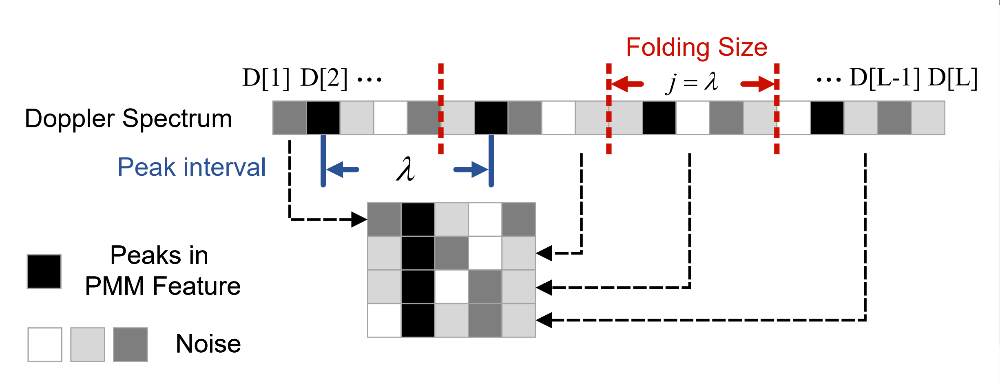 Folding Size
D[1] D[2] ··· j = λ ··· D[L-1] D[L]
Doppler Spectrum
Peak interval λ
Peaks in
PMM Feature
Noise